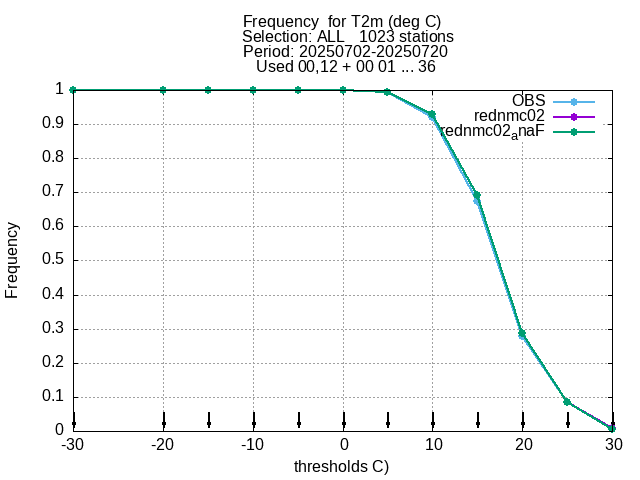 Frequency  for T2m (deg C)
Selection: ALL   1023 stations
Period: 20250702-20250720
Used 00,12 + 00 01 ... 36
OBS
rednmc02
rednmc02anaF
1
0.9
0.8
0.7
0.6
0.5
0.4
0.3
0.2
0.1
0
Frequency
-30
-20
-10
0
10
20
30
thresholds C)